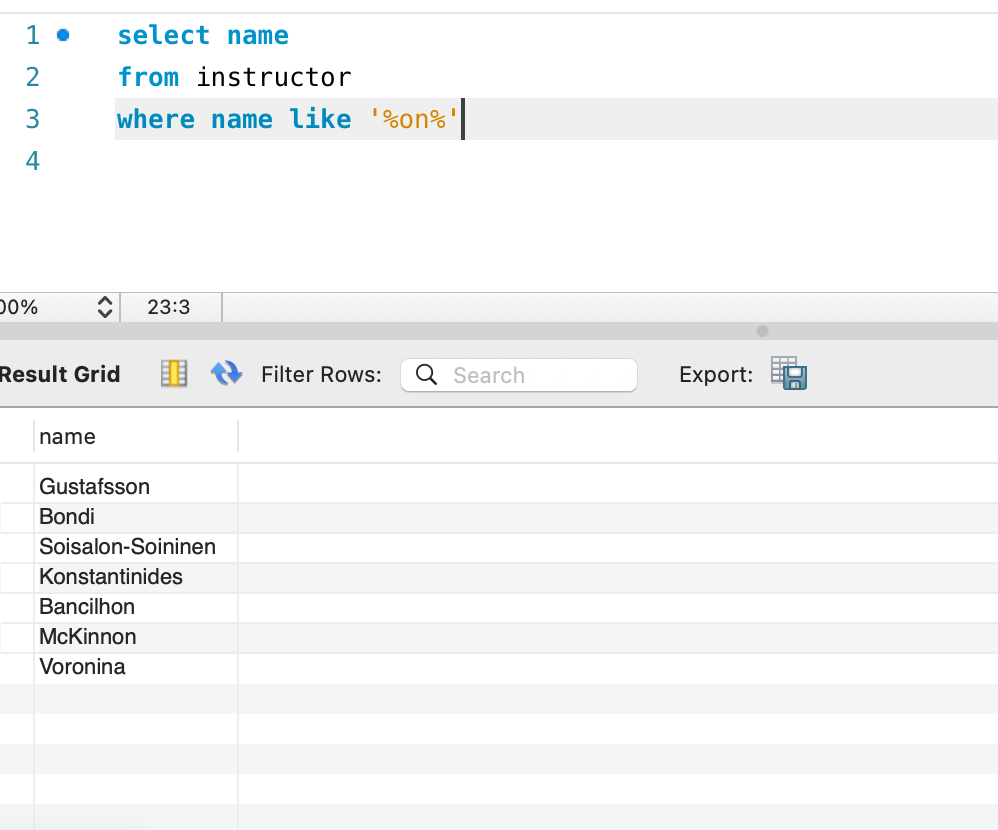 1 select name
2 from instructor
3 where name like '%on%'
4
00% 23:3
Result Grid Filter Rows: Search Export:
name
Gustafsson
Bondi
Soisalon-Soininen
Konstantinides
Bancilhon
McKinnon
Voronina